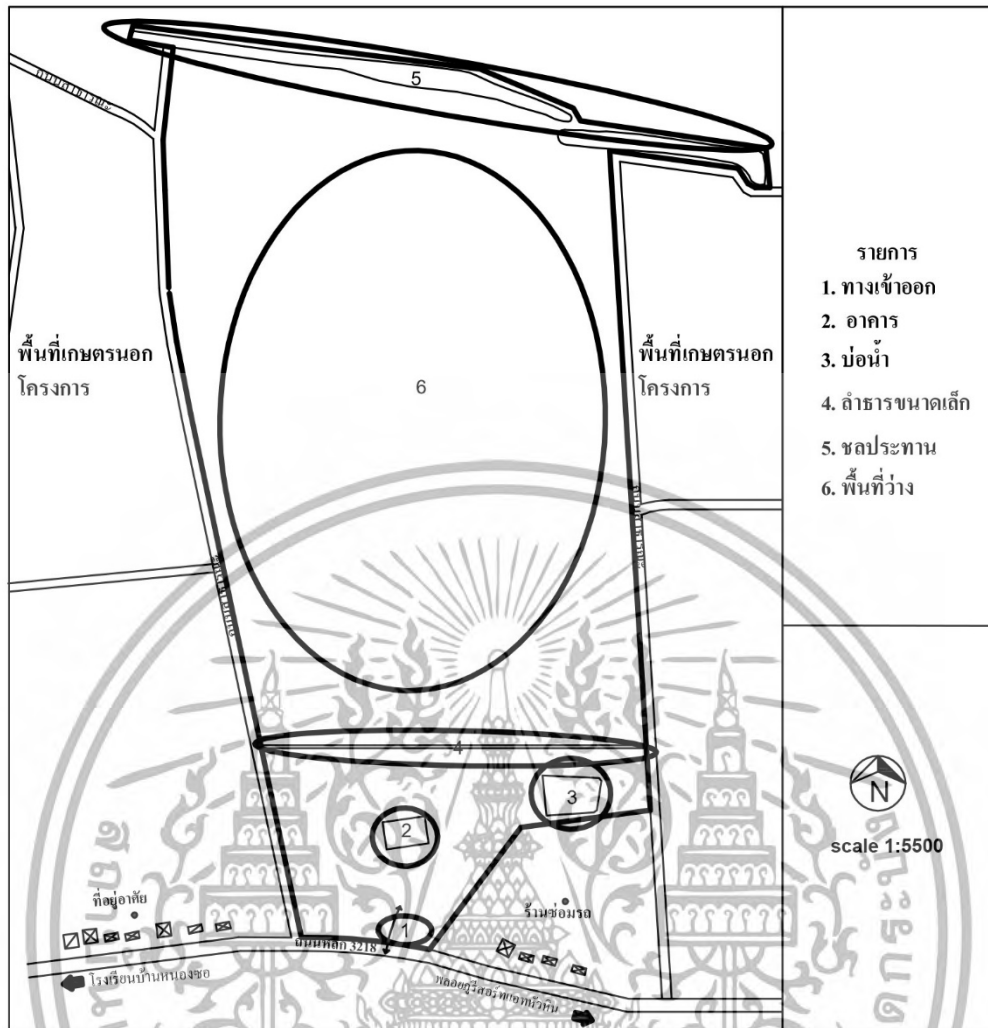 5
รายการ
1. ทางเข้าออก
2. อาคาร
3. บ่อน้ำ
4. ลำธารขนาดเล็ก
5. ชลประทาน
6. พื้นที่ว่าง
พื้นที่เกษตรนอก
โครงการ
6
พื้นที่เกษตรนอก
โครงการ
4
3
2
N
scale 1:5500
ที่อยู่อาศัย
ร้านซ่อมรถ
1
ถนนหลัก 3218
โรงเรียนบ้านหนองซอ